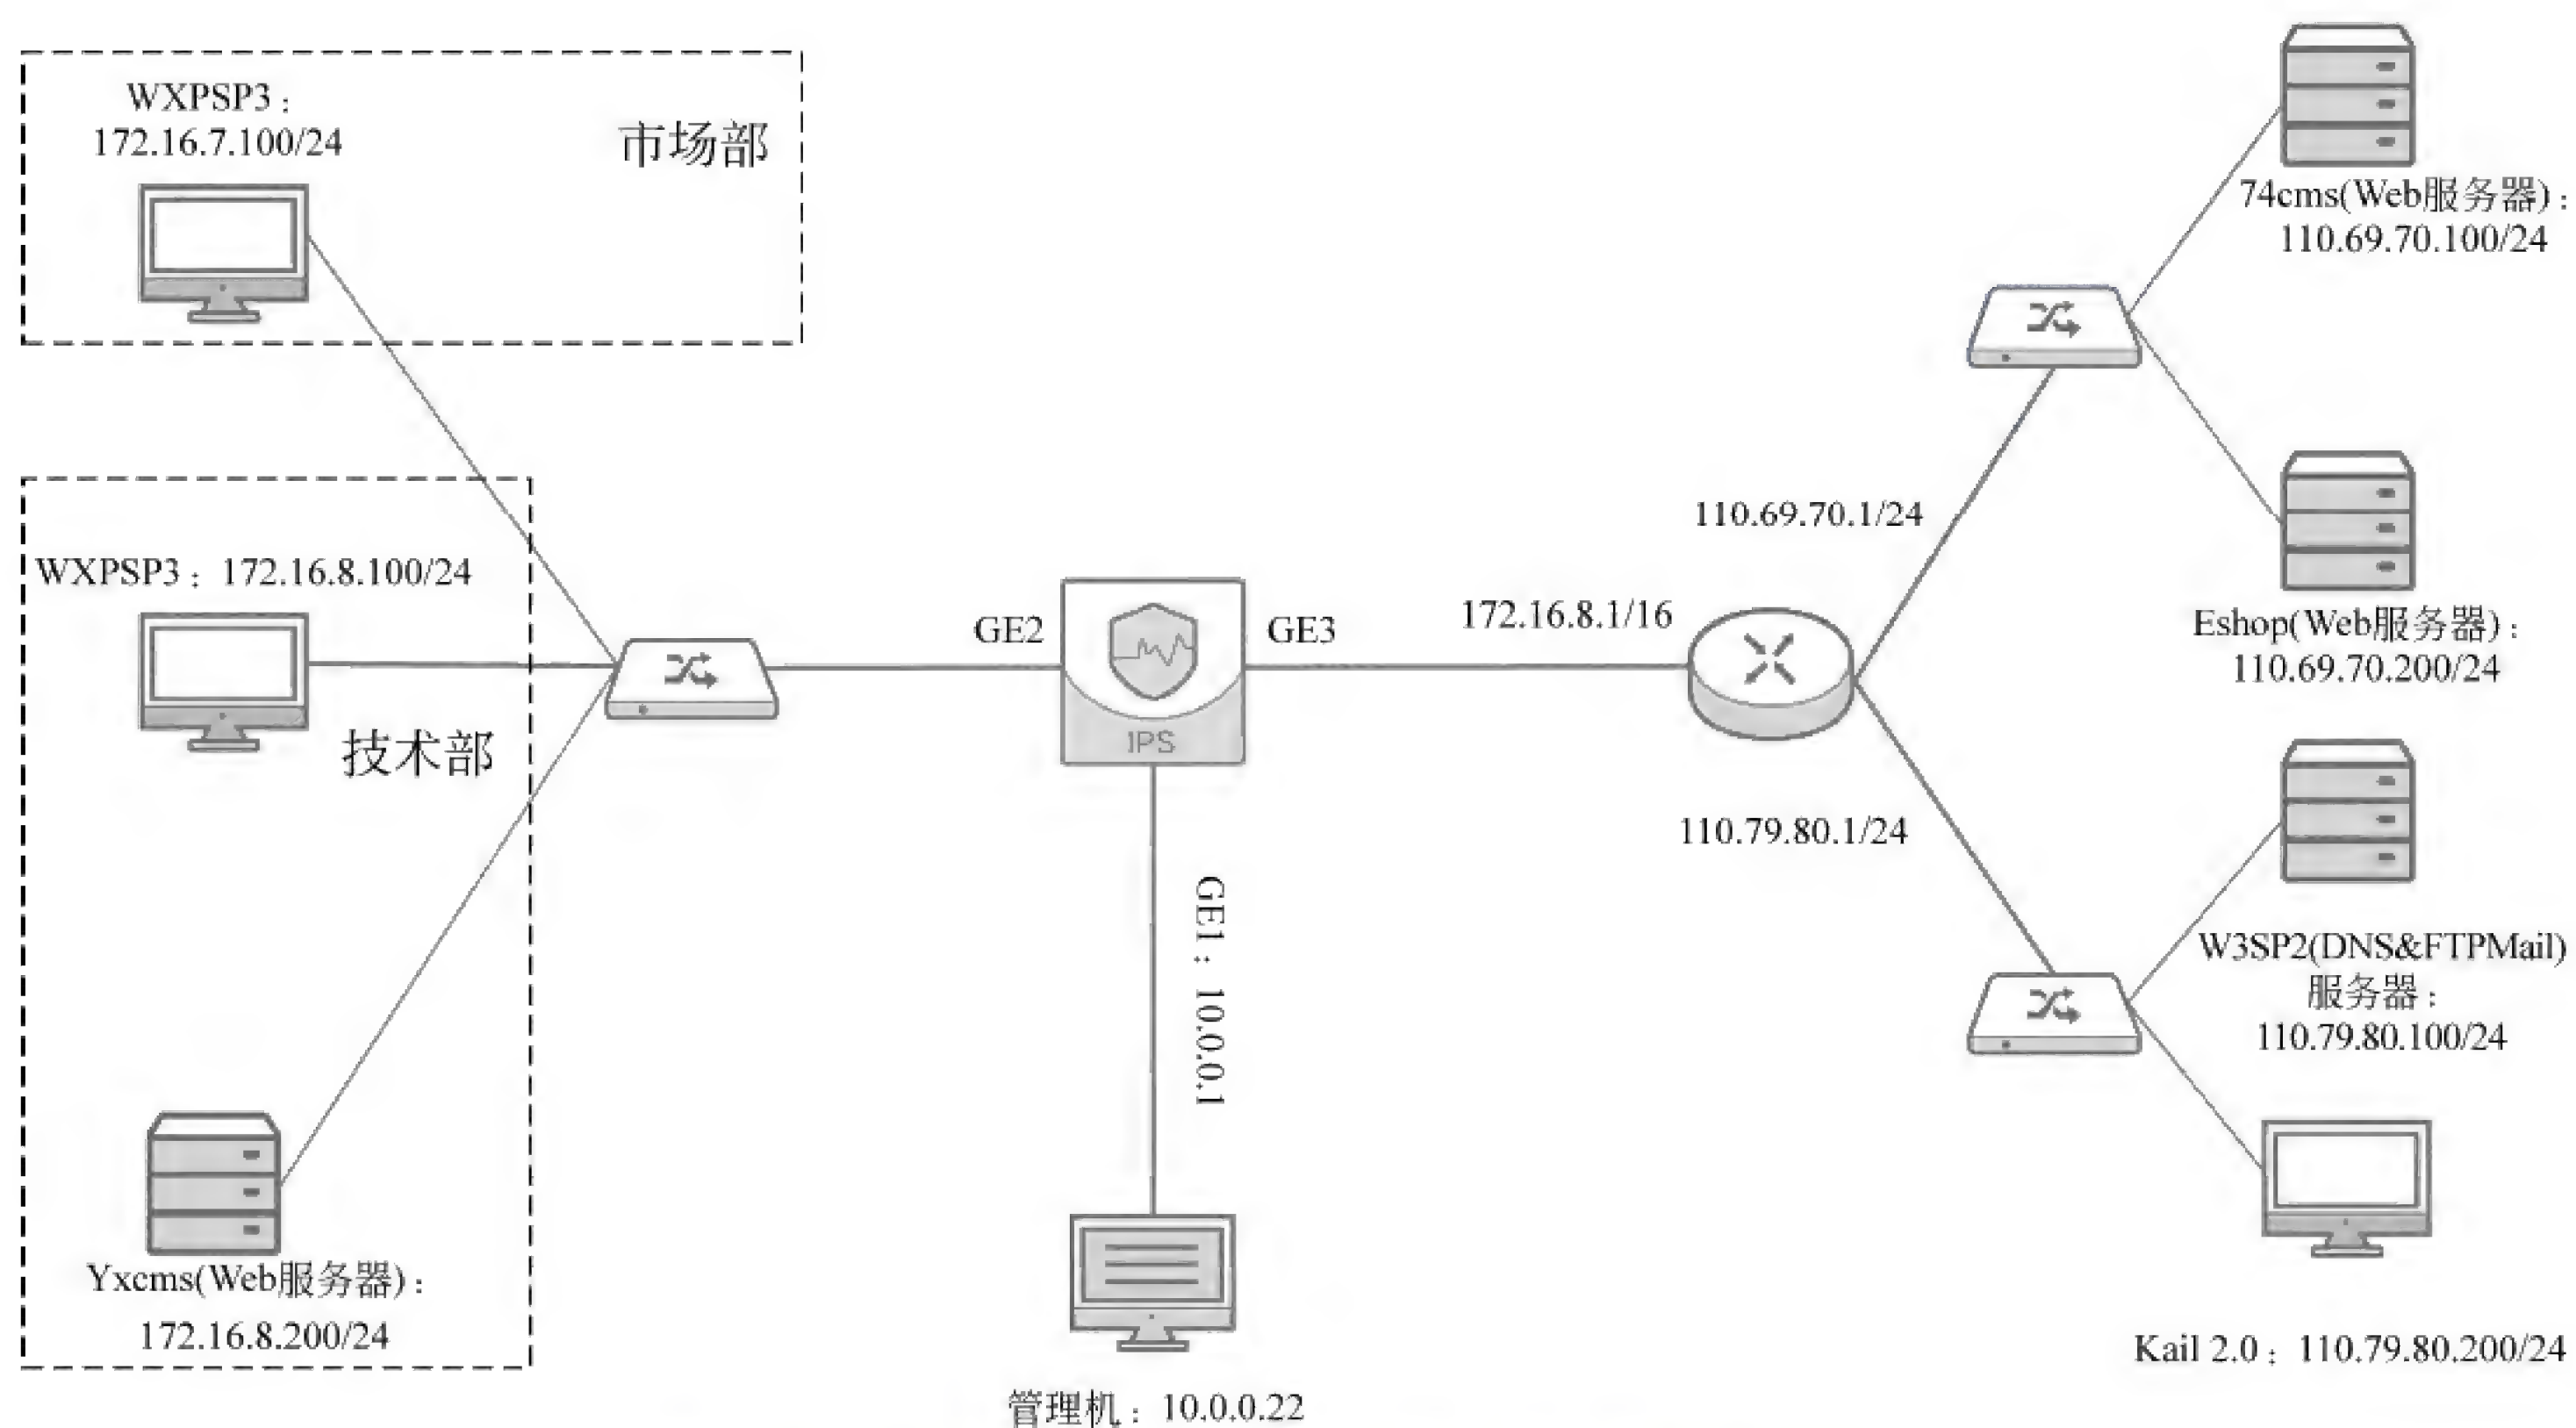 WXPSP3：
172.16.7.100/24
市场部
WXPSP3：172.16.8.100/24
技术部
Yxcms(Web服务器)：
172.16.8.200/24
GE2
IPS
GE3
GE1：10.0.0.1
管理机：10.0.0.22
172.16.8.1/16
110.69.70.1/24
110.79.80.1/24
74cms(Web服务器)：
110.69.70.100/24
Eshop(Web服务器)：
110.69.70.200/24
W3SP2(DNS&FTPMail)
服务器：
110.79.80.100/24
Kail 2.0：110.79.80.200/24